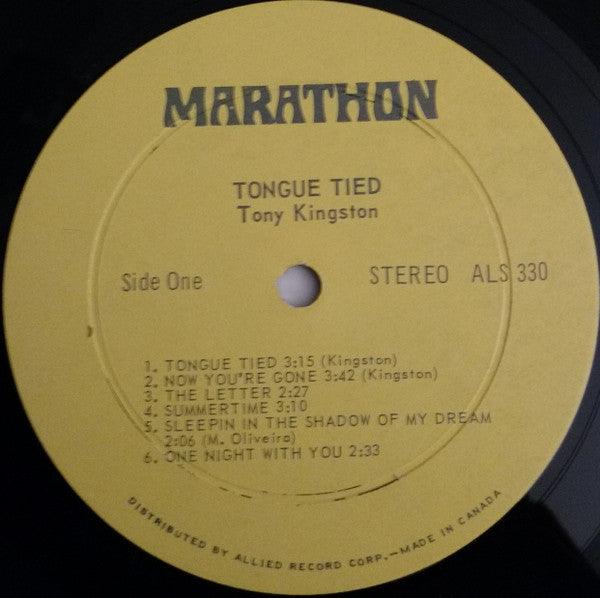 MARATHON
TONGUE TIED
Tony Kingston
Side One
STEREO ALS 330
1. TONGUE TIED 3:15 (Kingston)
2. NOW YOU'RE GONE 3:42 (Kingston)
3. THE LETTER 2:27
4. SUMMERTIME 3:10
5. SLEEPIN IN THE SHADOW OF MY DREAM
2:06 (M. Oliveira)
6. ONE NIGHT WITH YOU 2:33
DISTRIBUTED BY ALLIED RECORD CORP.—MADE IN CANADA